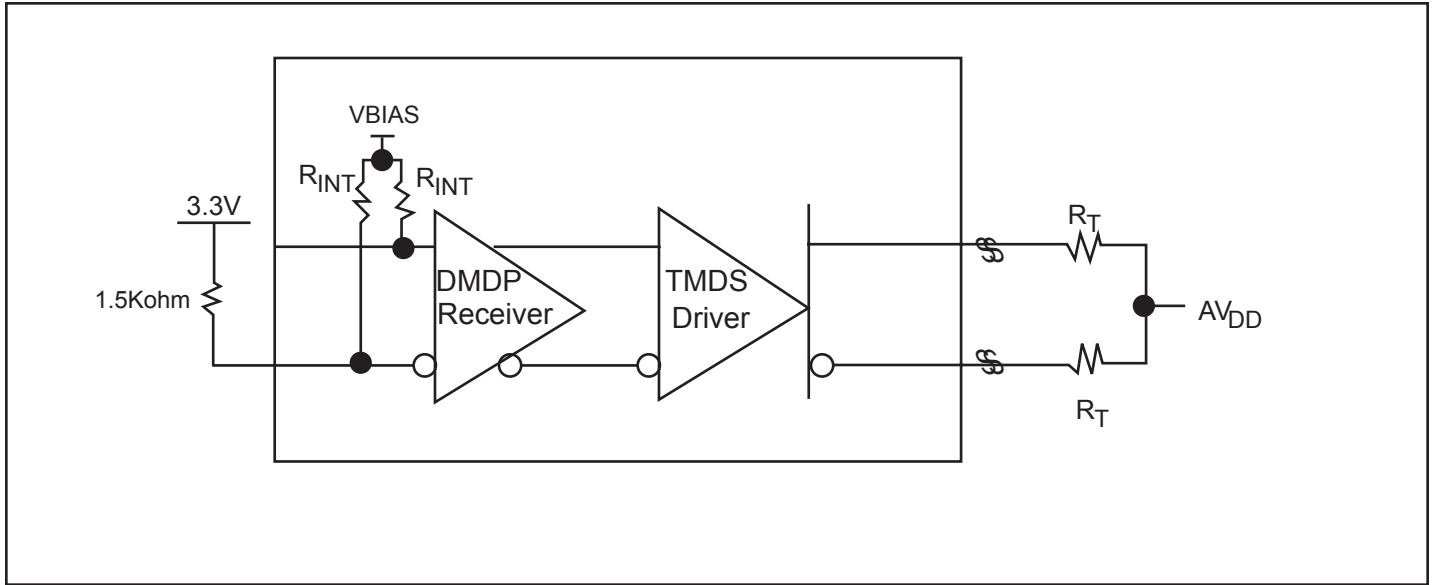 VBIAS
RINT
RINT
3.3V
1.5Kohm
DMDP
Receiver
TMDS
Driver
RT
AVDD
RT